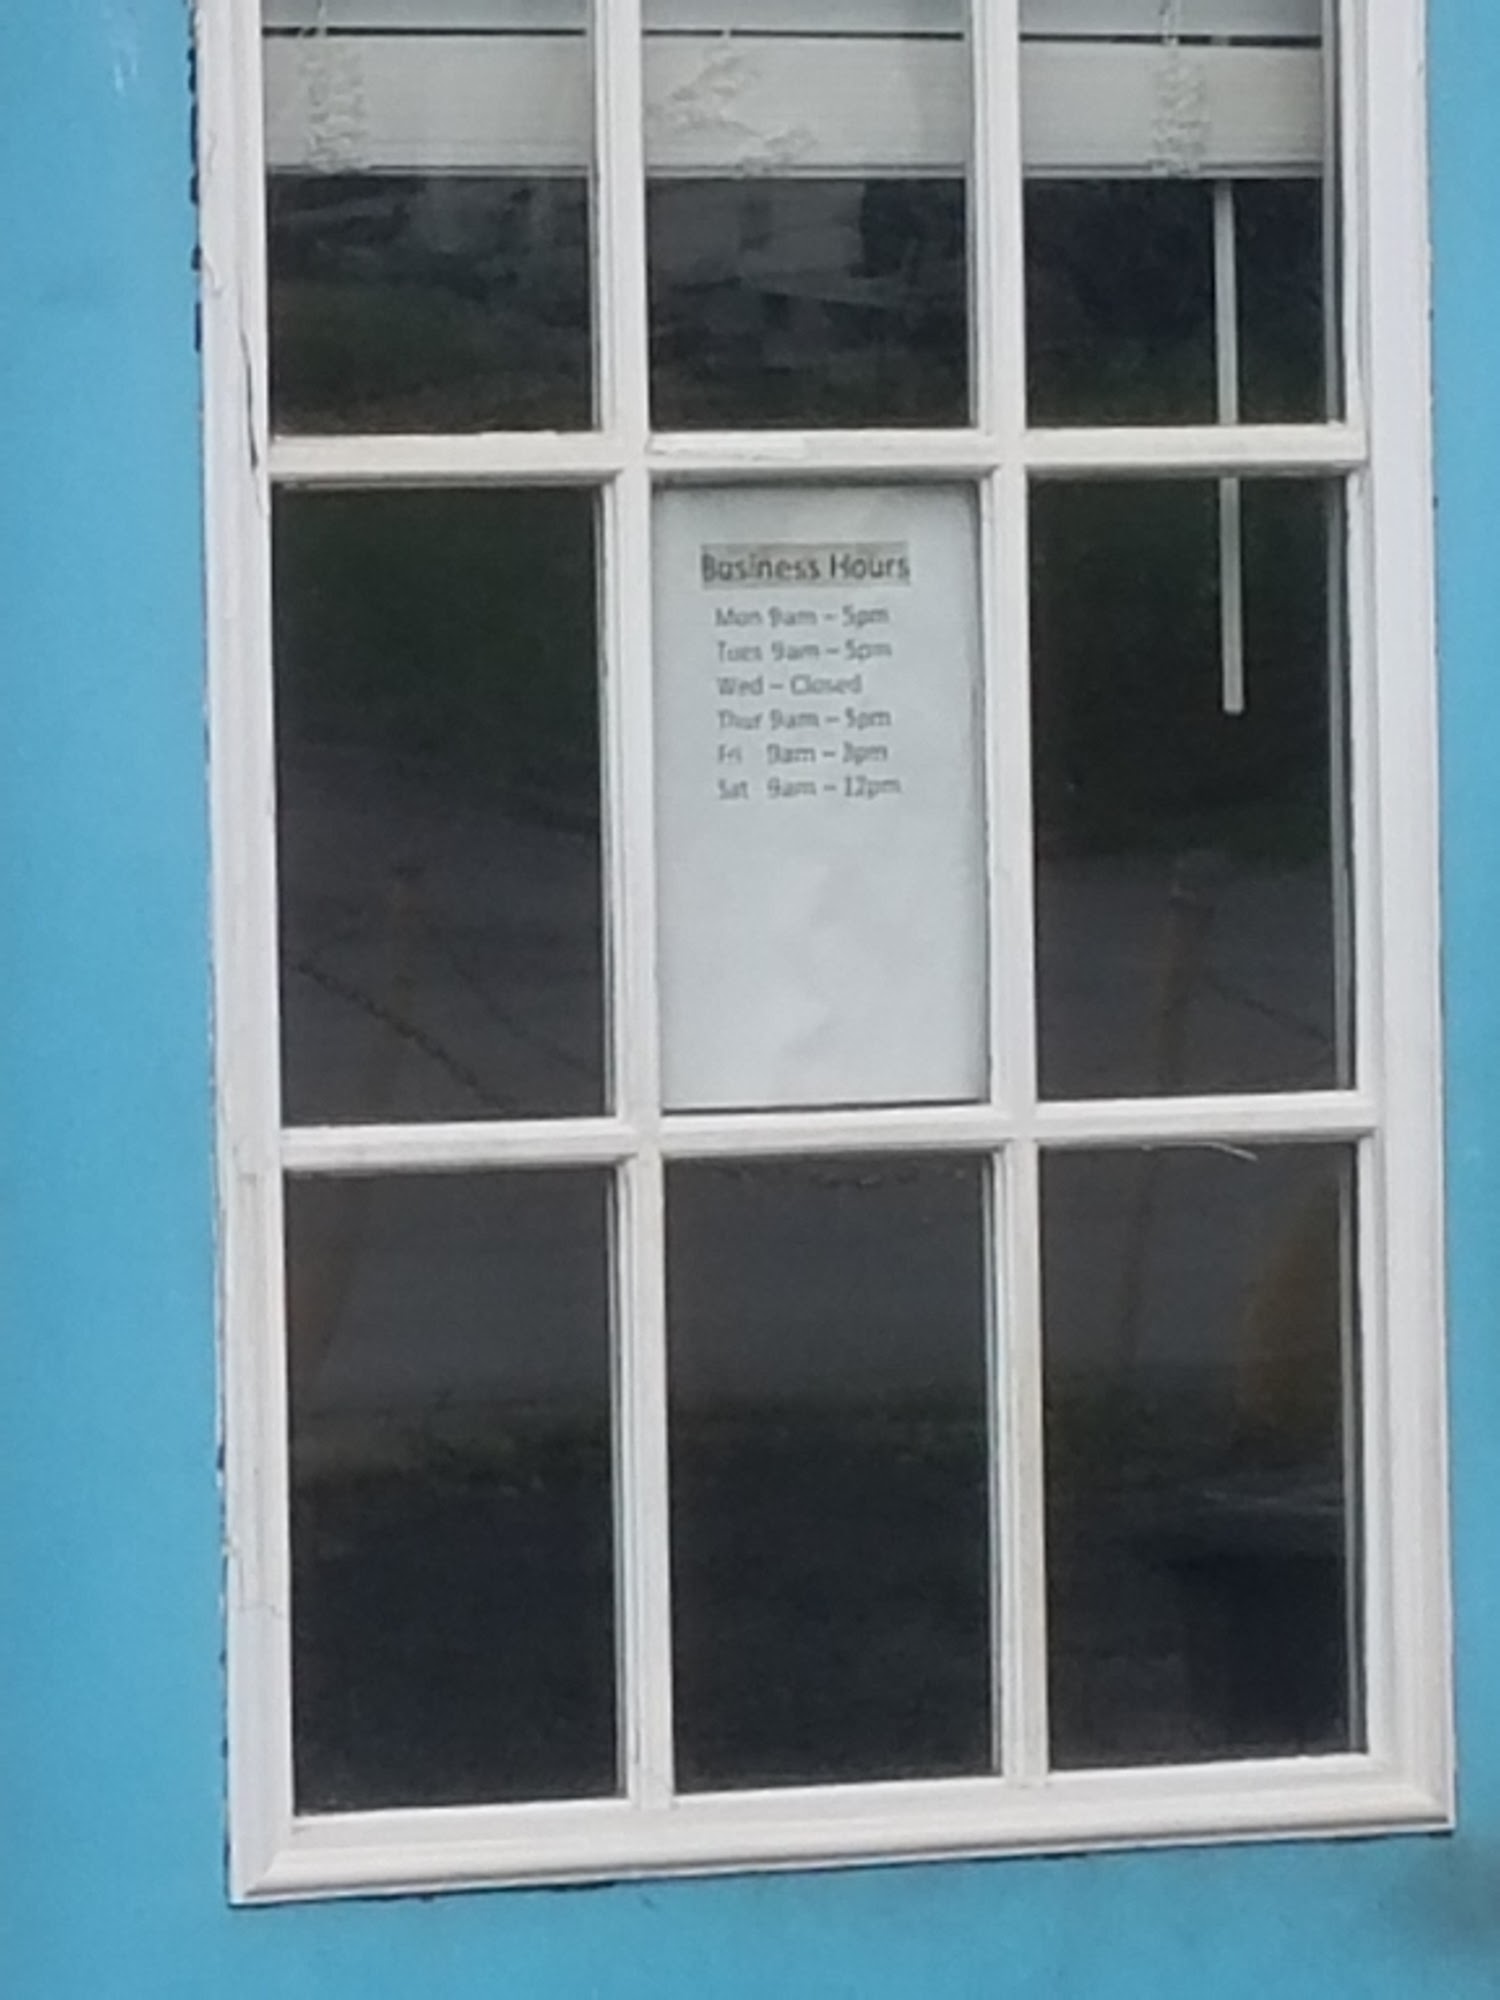 Business Hours
Mon 9am – 5pm
Tues 9am – 5pm
Wed – Closed
Thur 9am – 5pm
Fri 9am – 3pm
Sat 9am – 12pm